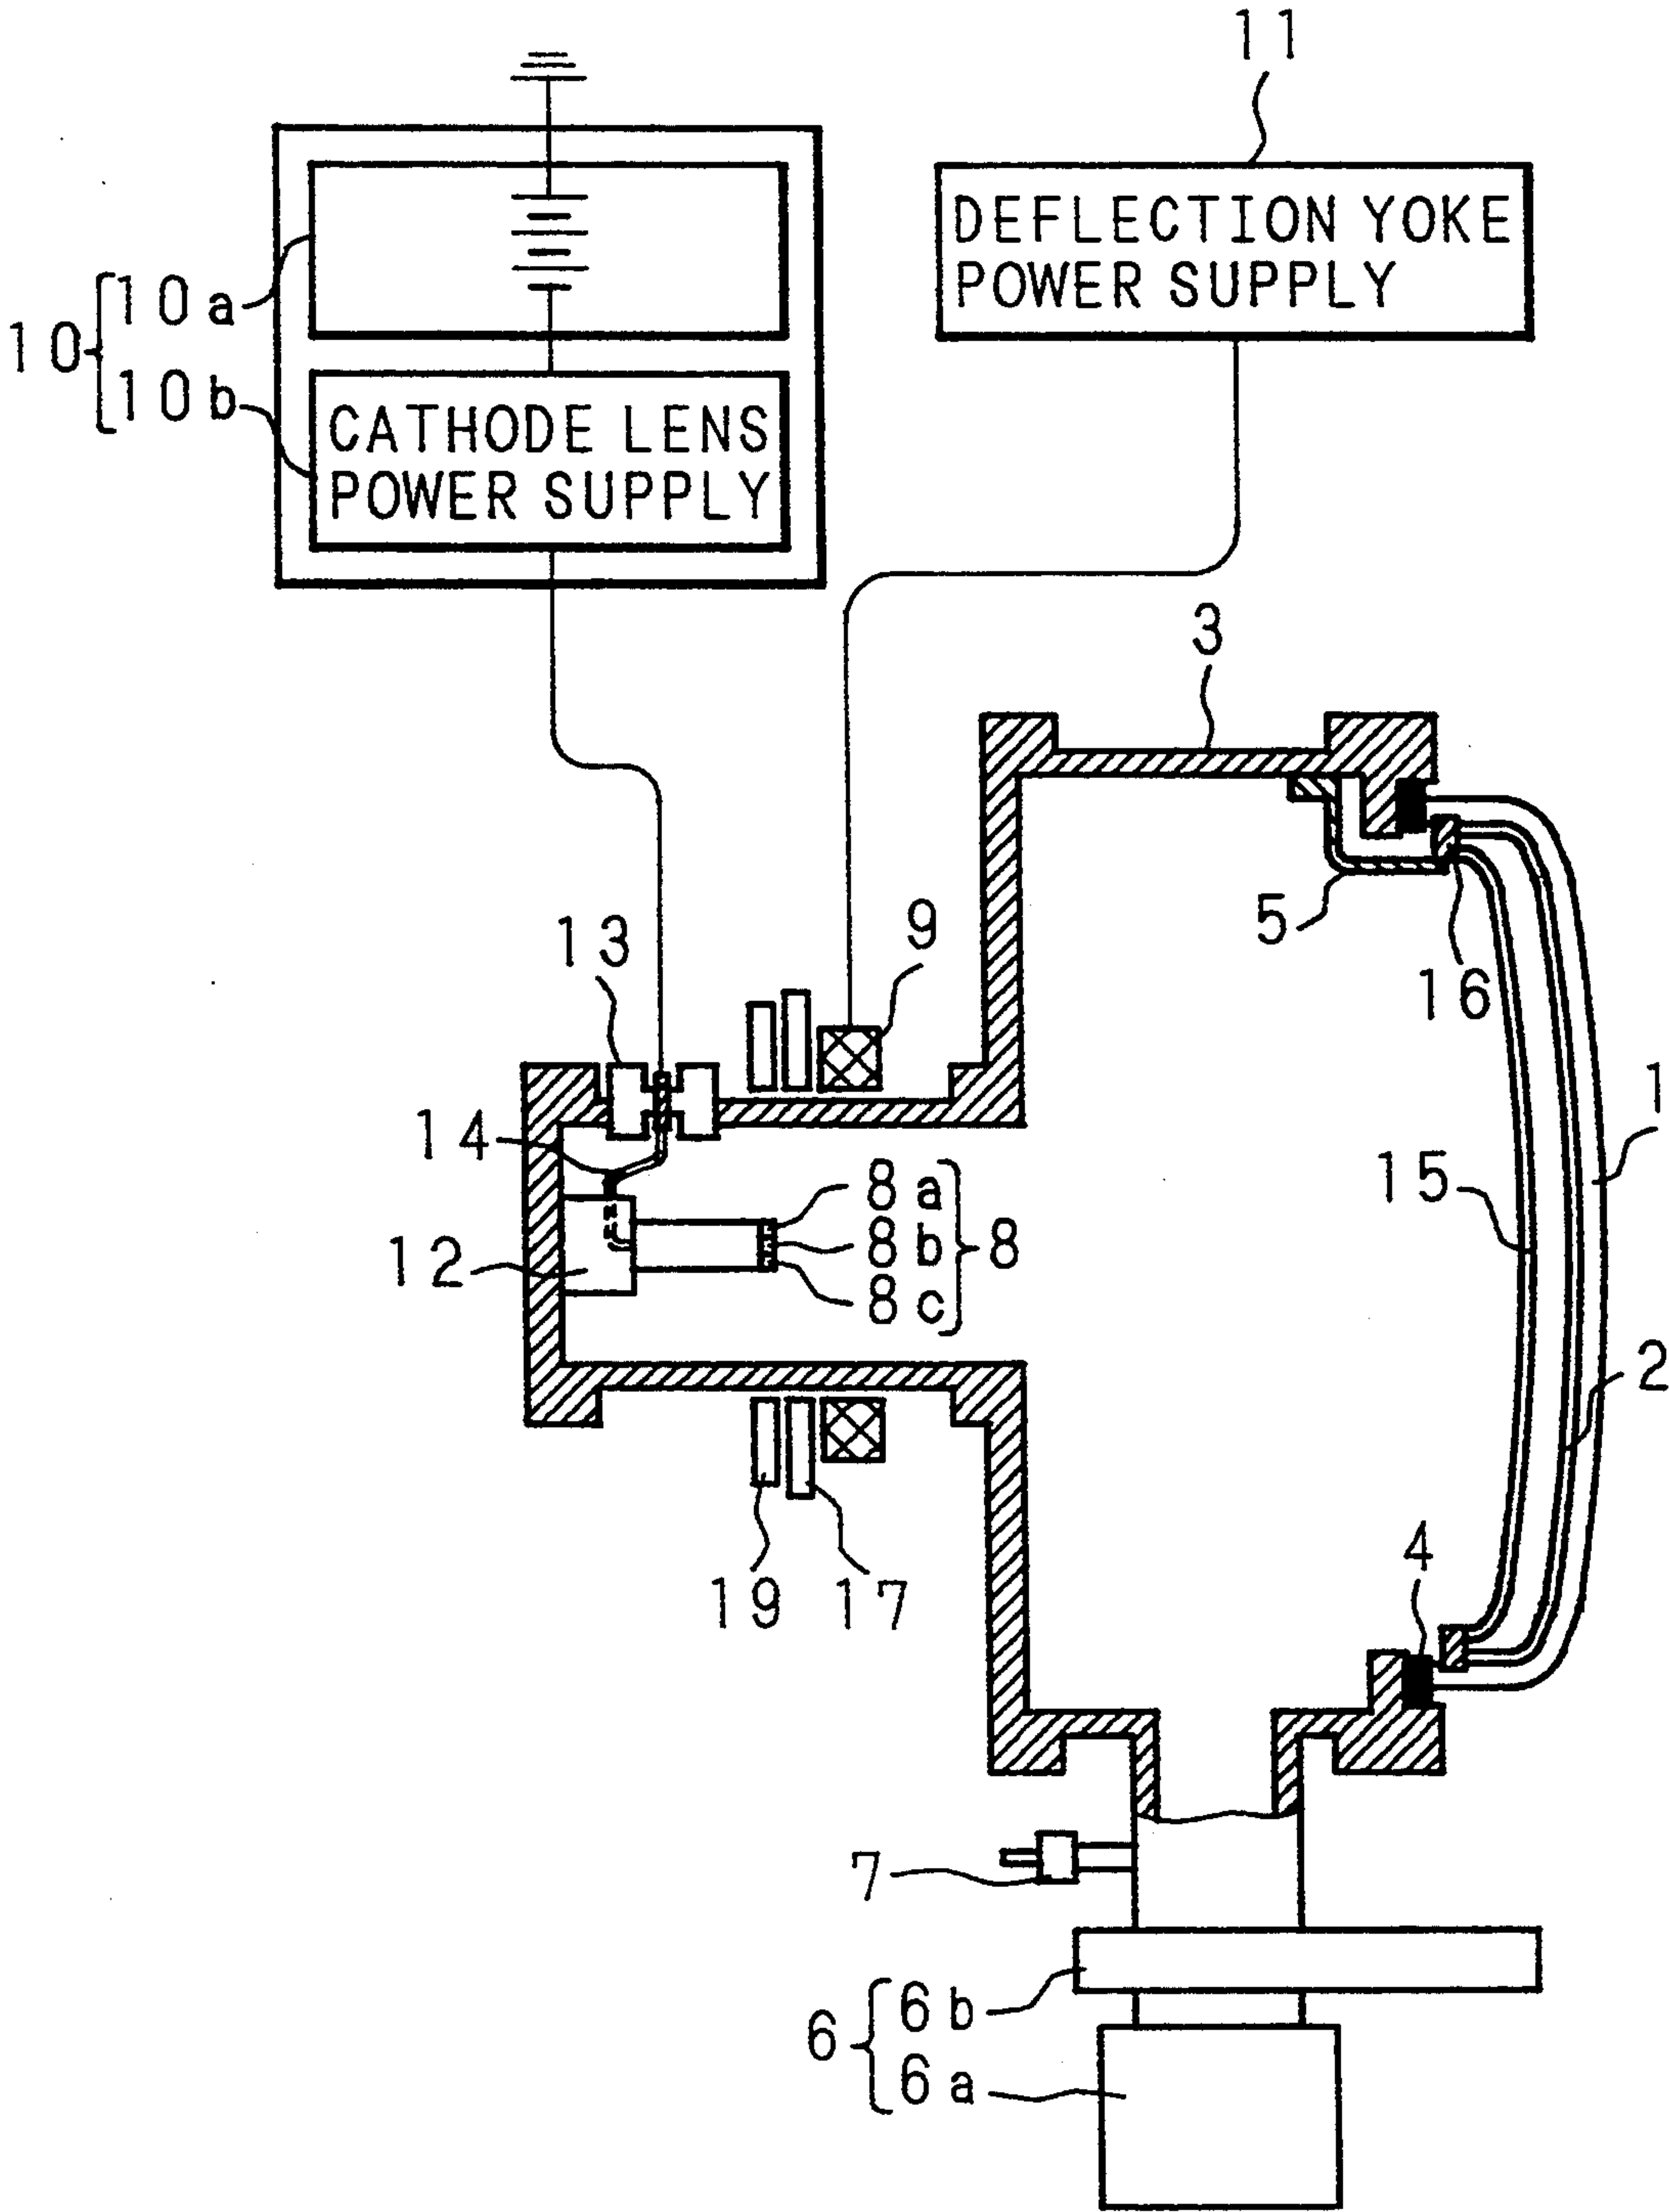 11
DEFLECTION YOKE
POWER SUPPLY
10a
10
10b
CATHODE LENS
POWER SUPPLY
3
5
16
9
13
14
12
8a
8b
8
8c
1
15
2
4
19
17
7
6b
6
6a